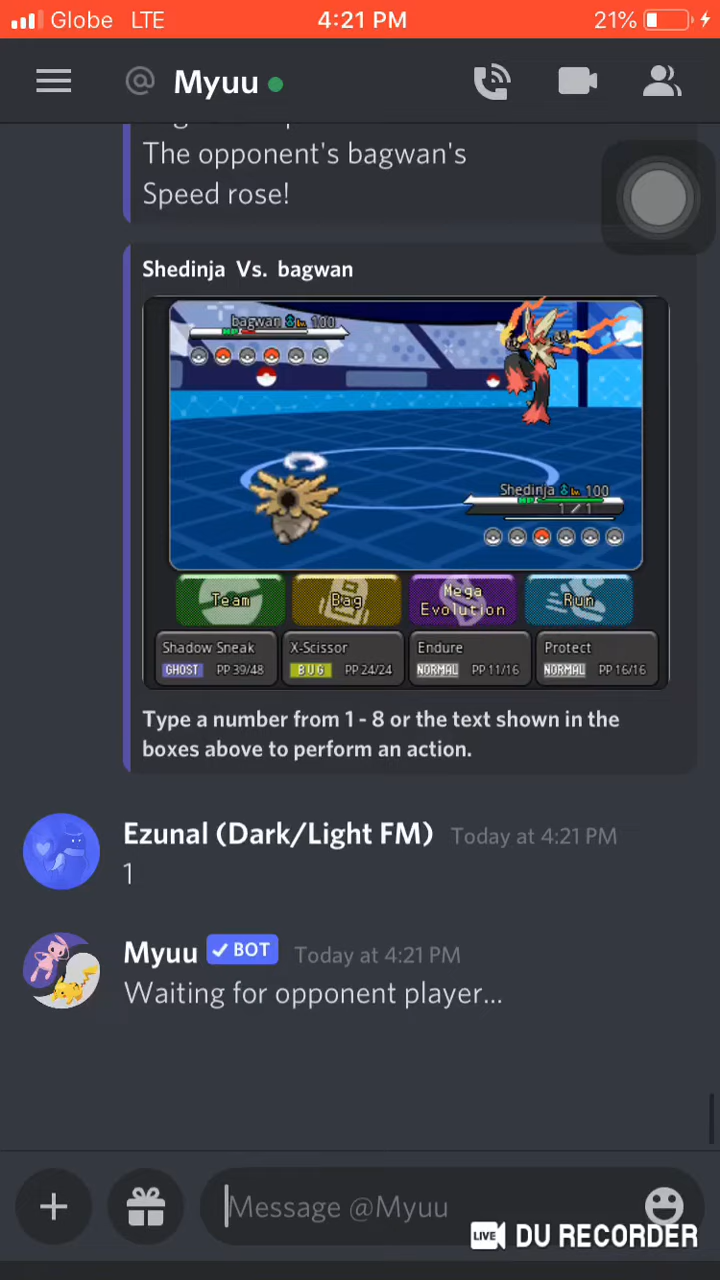 Globe LTE 4:21 PM 21%
@ Myuu
The opponent's bagwan's
Speed rose!
Shedinja Vs. bagwan
bagwan Lv. 100
HP
Shedinja Lv. 100
HP
1 / 1
Team Bag Mega Evolution Run
Shadow Sneak X-Scissor Endure Protect
GHOST PP 39/48 BUG PP 24/24 NORMAL PP 11/16 NORMAL PP 16/16
Type a number from 1 - 8 or the text shown in the
boxes above to perform an action.
Ezunal (Dark/Light FM) Today at 4:21 PM
1
Myuu ✓ BOT Today at 4:21 PM
Waiting for opponent player...
Message @Myuu
LIVE DU RECORDER